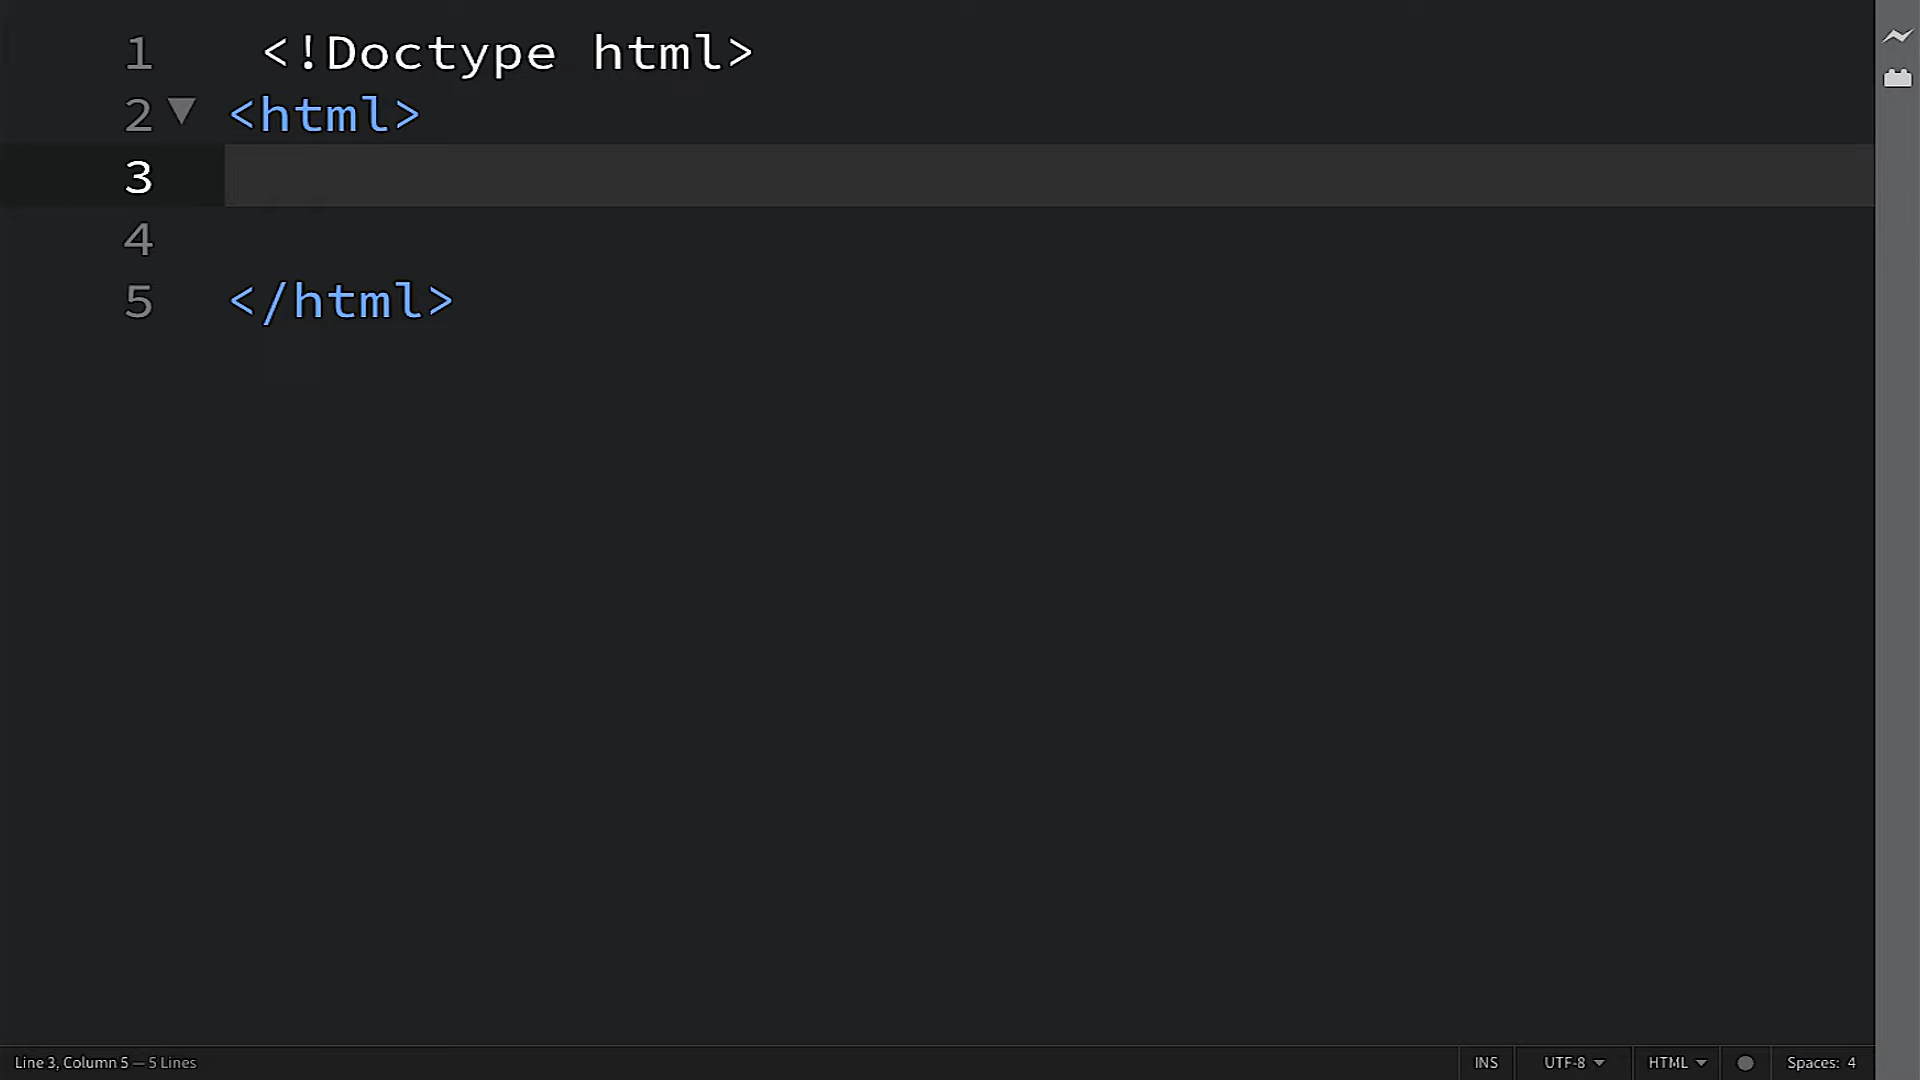 1 <!Doctype html>
2 <html>
3
4
5 </html>
Line 3, Column 5 — 5 Lines INS UTF-8 HTML Spaces: 4